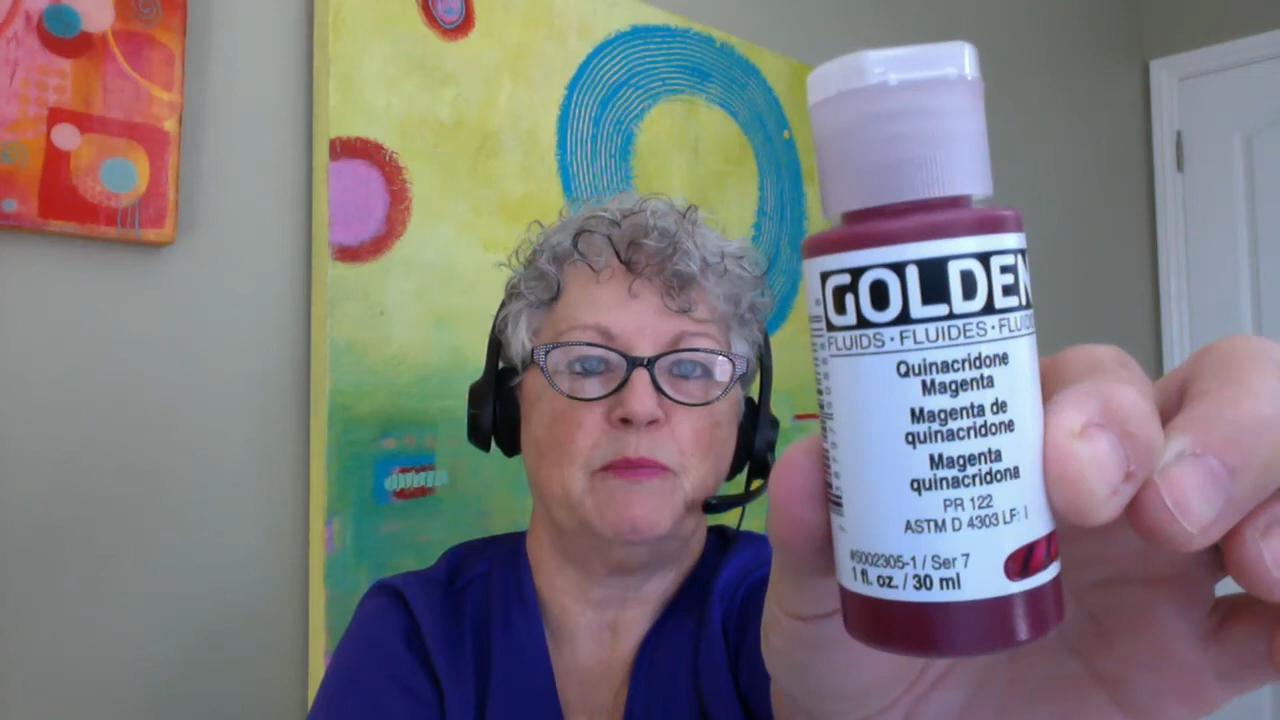 GOLDEN
FLUIDS · FLUIDES · FLUID
Quinacridone
Magenta
Magenta de
quinacridone
Magenta
quinacridona
PR 122
ASTM D 4303 LF: I
#S002305-1 / Ser 7
1 fl. oz. / 30 ml